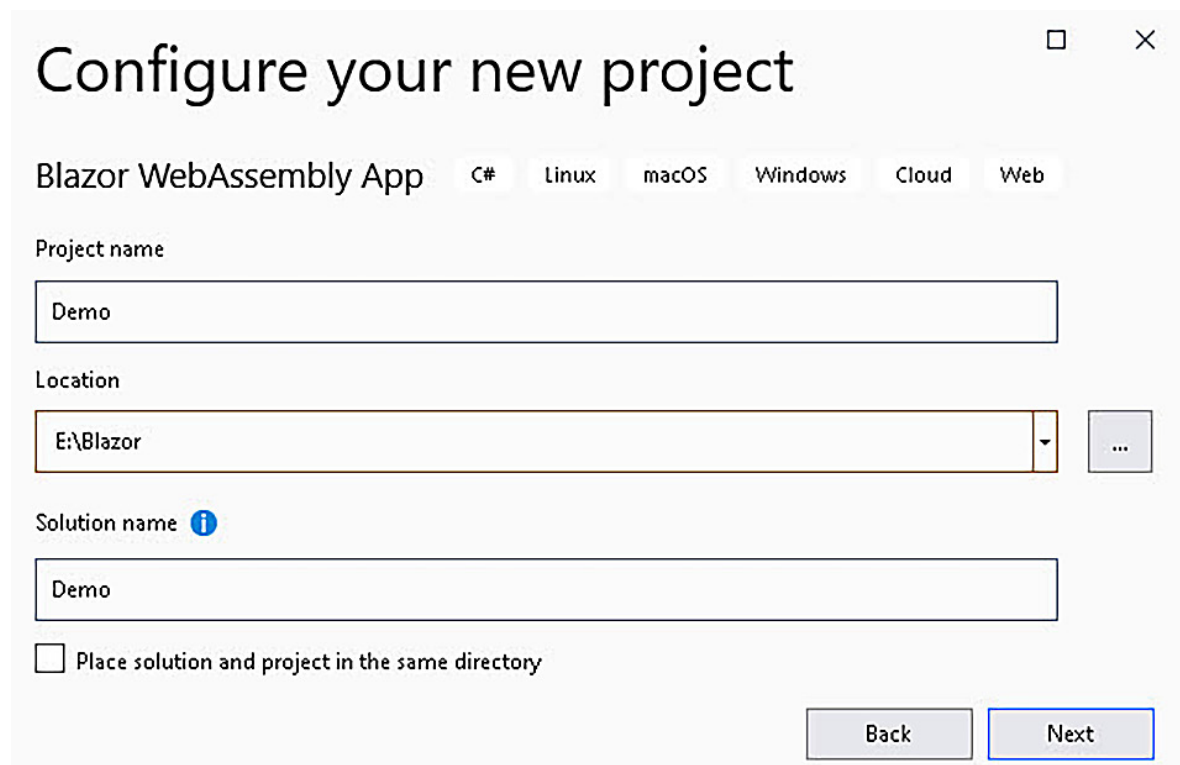 Configure your new project
Blazor WebAssembly App C# Linux macOS Windows Cloud Web
Project name
Demo
Location
E:\Blazor
...
Solution name
Demo
Place solution and project in the same directory
Back Next